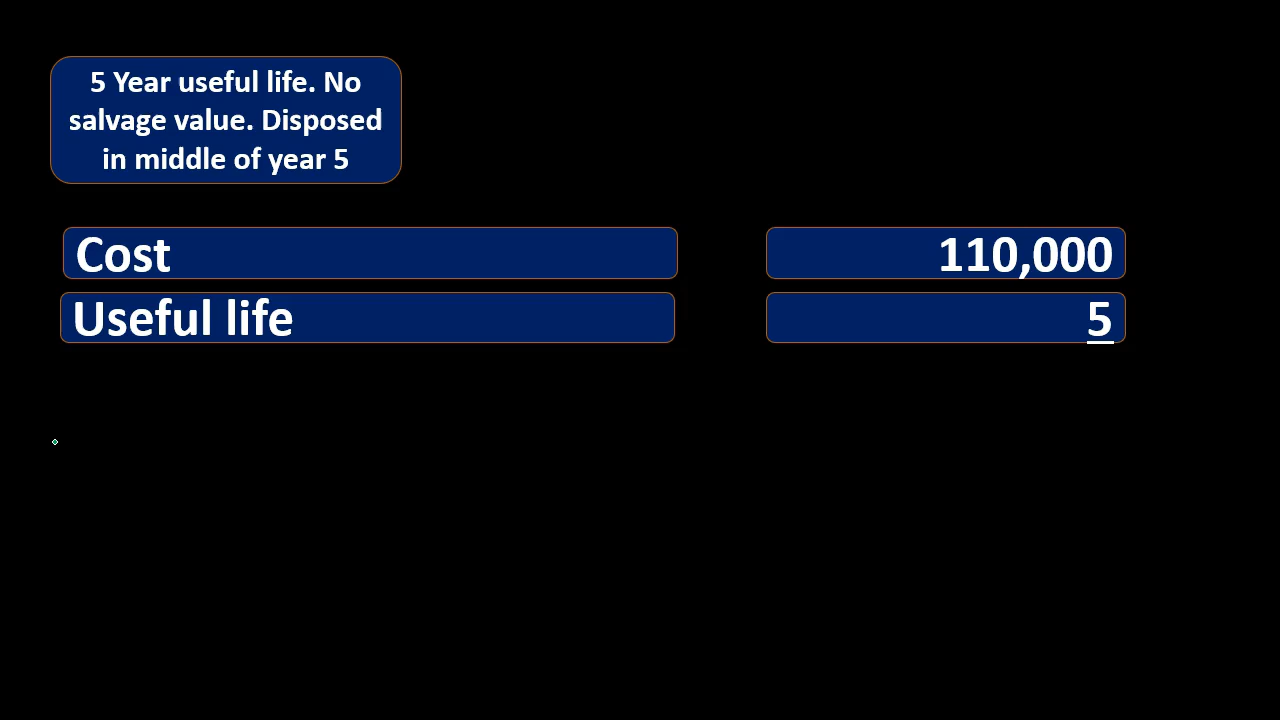 5 Year useful life. No
salvage value. Disposed
in middle of year 5
Cost 110,000
Useful life 5